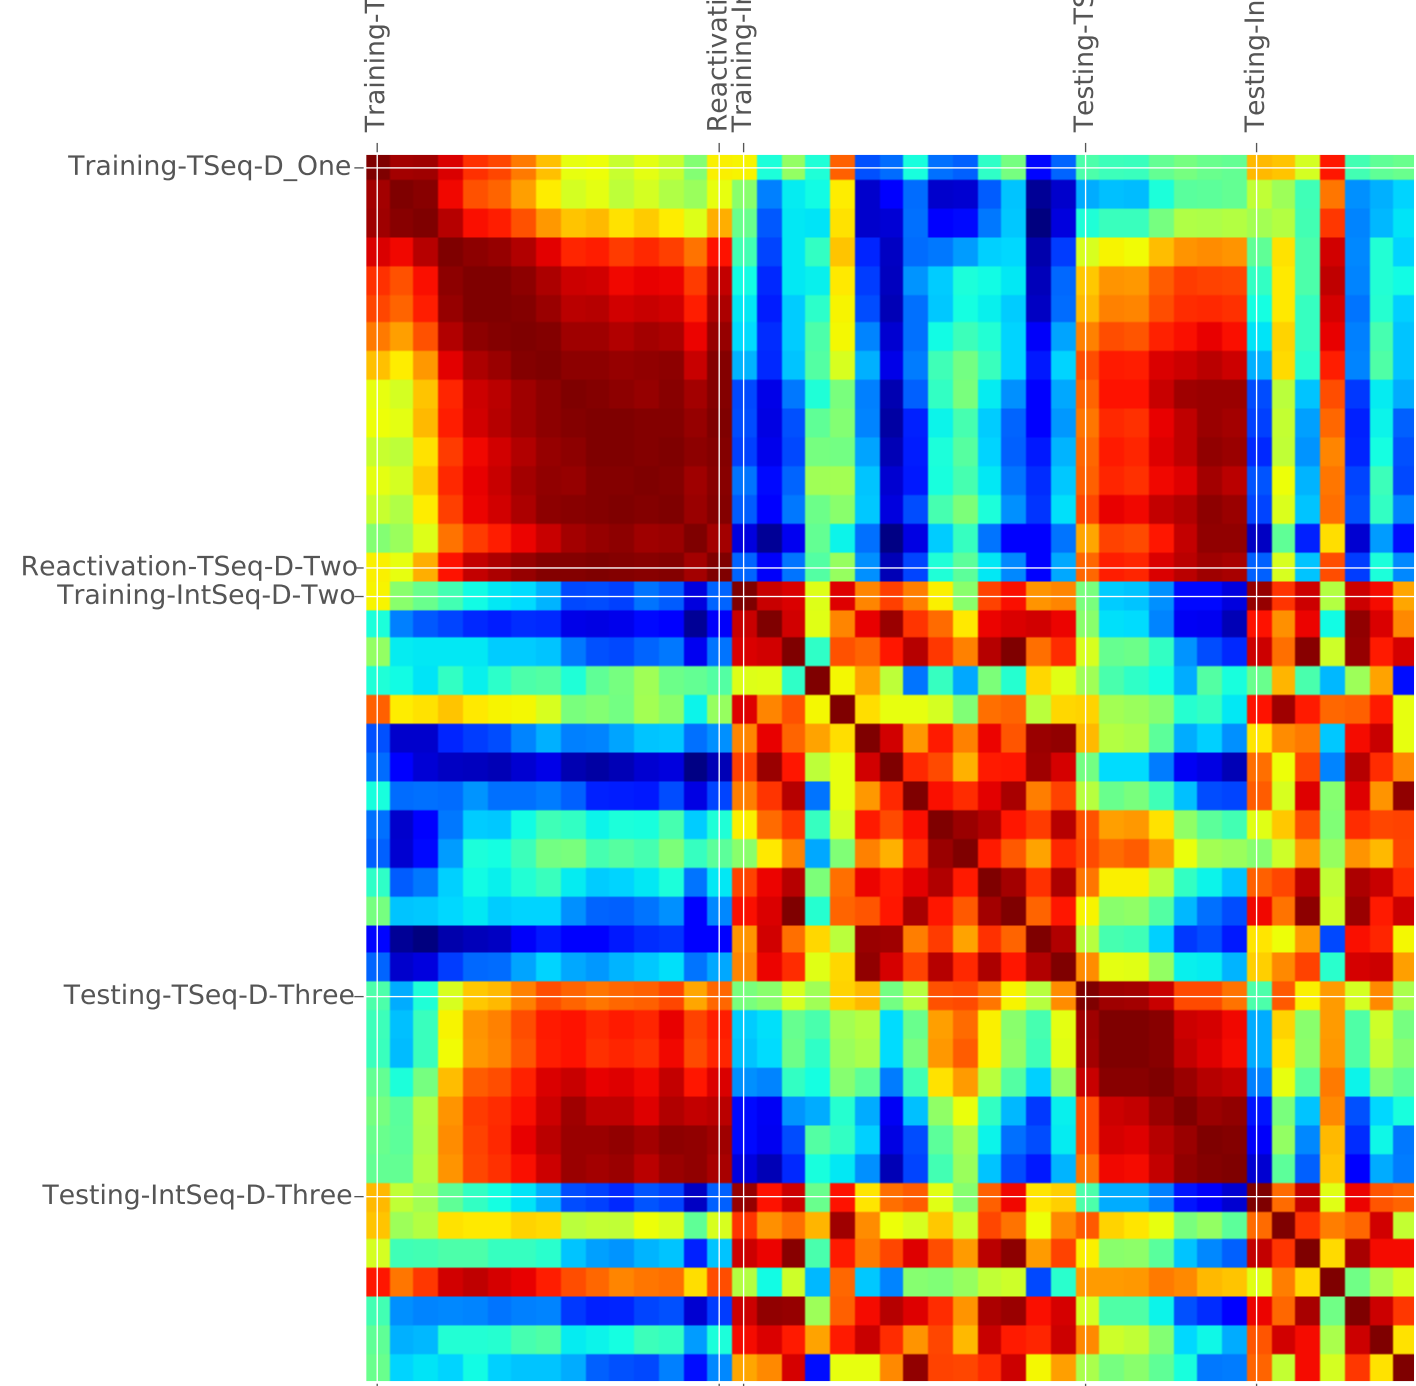 Training-T
Reactivati
Training-I
Testing-TS
Testing-In
Training-TSeq-D_One
Reactivation-TSeq-D-Two
Training-IntSeq-D-Two
Testing-TSeq-D-Three
Testing-IntSeq-D-Three